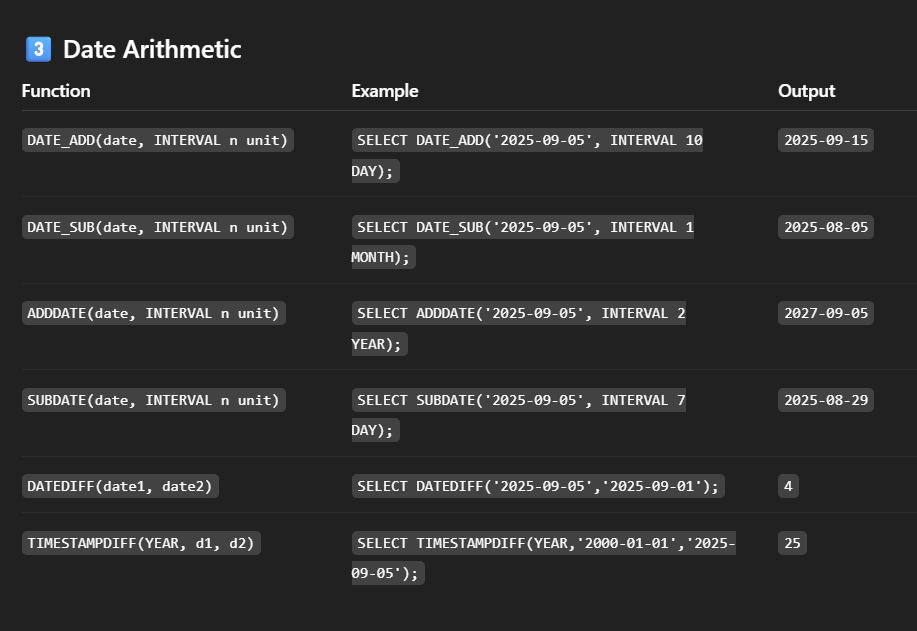 3 Date Arithmetic
Function Example Output
DATE_ADD(date, INTERVAL n unit) SELECT DATE_ADD('2025-09-05', INTERVAL 10 2025-09-15
DAY);
DATE_SUB(date, INTERVAL n unit) SELECT DATE_SUB('2025-09-05', INTERVAL 1 2025-08-05
MONTH);
ADDDATE(date, INTERVAL n unit) SELECT ADDDATE('2025-09-05', INTERVAL 2 2027-09-05
YEAR);
SUBDATE(date, INTERVAL n unit) SELECT SUBDATE('2025-09-05', INTERVAL 7 2025-08-29
DAY);
DATEDIFF(date1, date2) SELECT DATEDIFF('2025-09-05','2025-09-01'); 4
TIMESTAMPDIFF(YEAR, d1, d2) SELECT TIMESTAMPDIFF(YEAR,'2000-01-01','2025- 25
09-05');